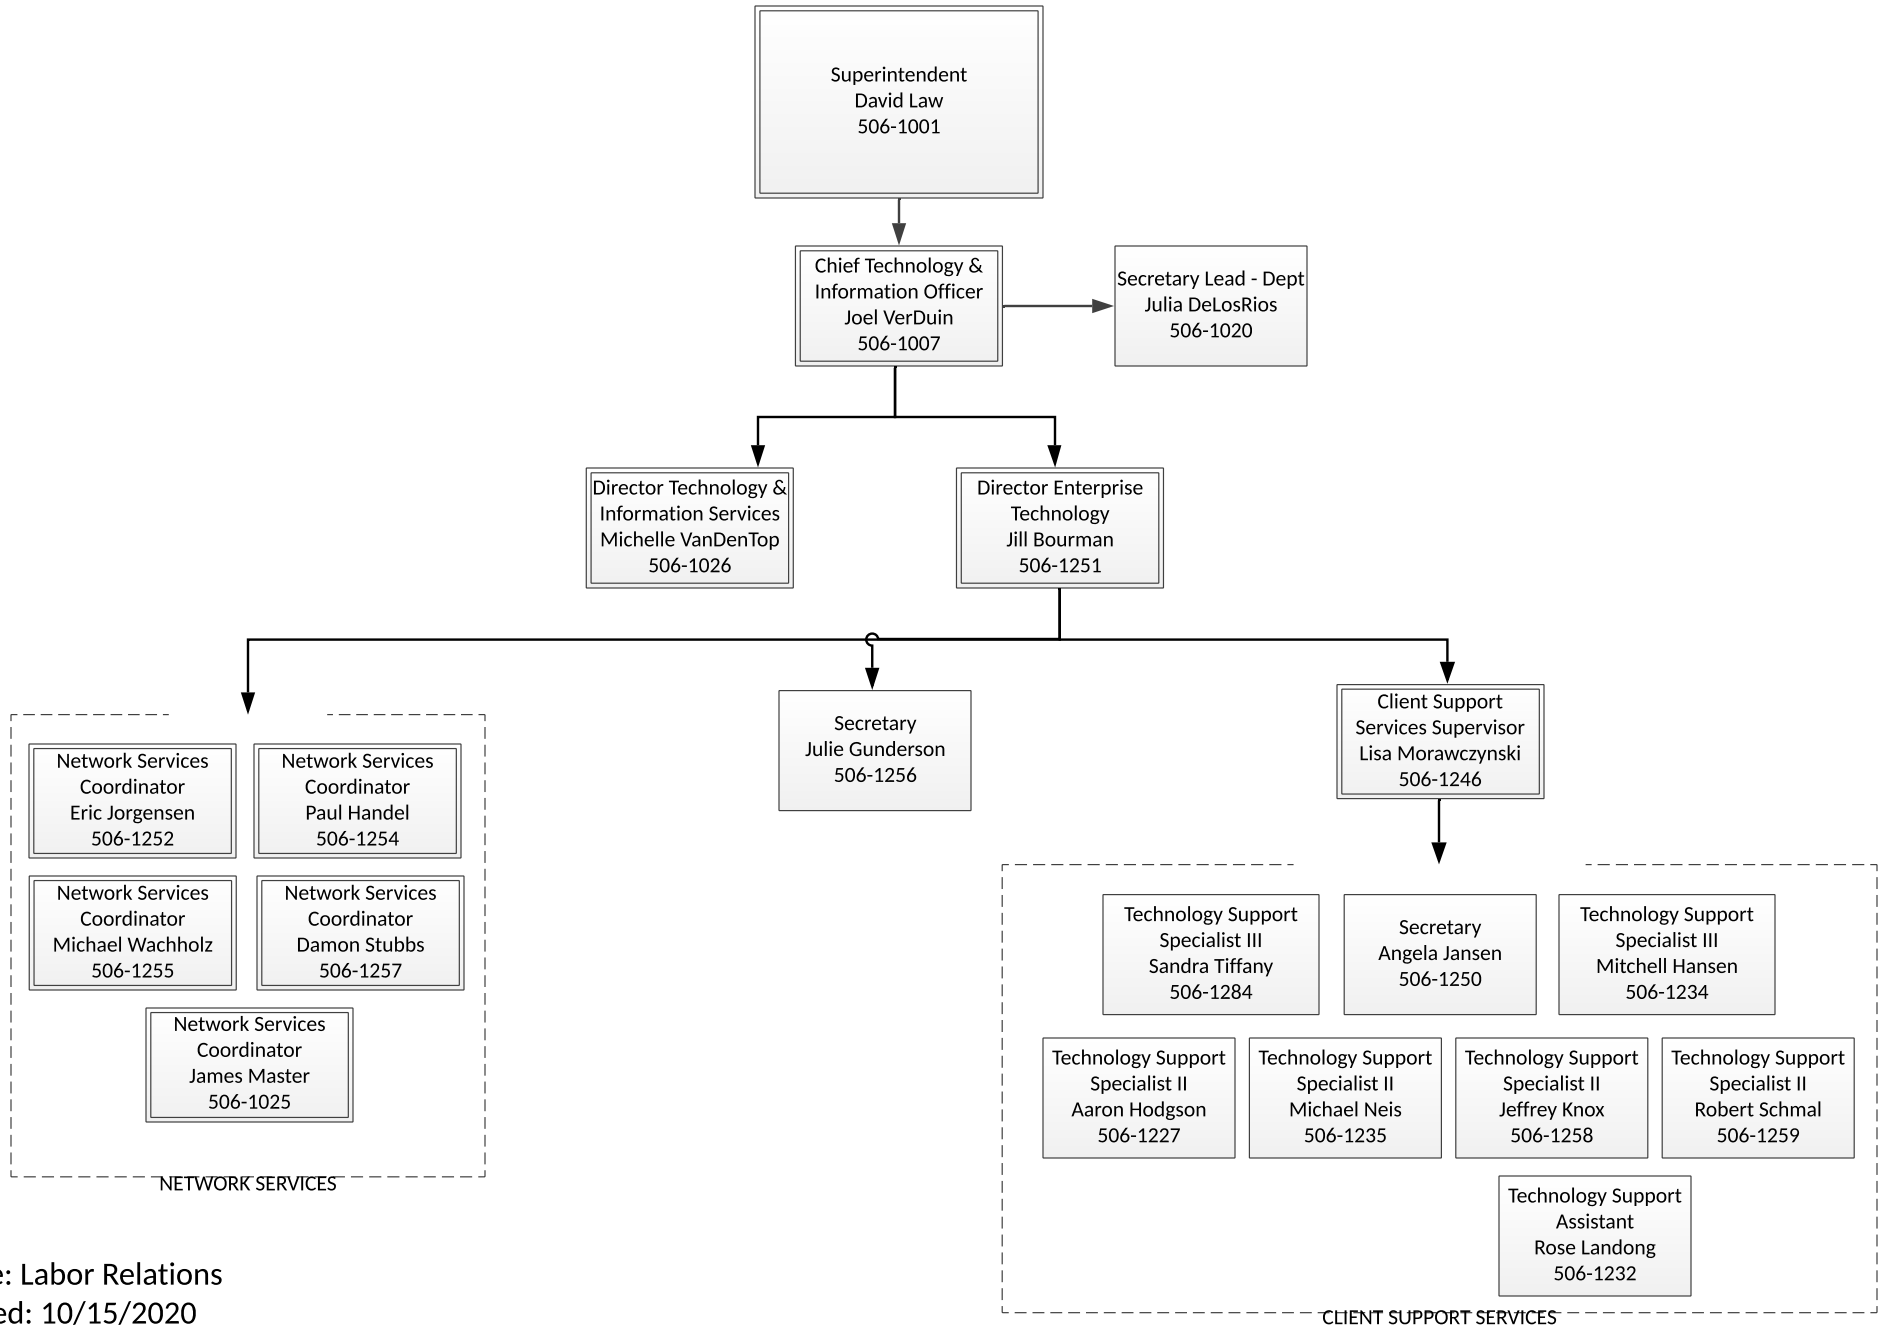 Superintendent
David Law
506-1001
Chief Technology &
Information Officer
Joel VerDuin
506-1007
Secretary Lead - Dept
Julia DeLosRios
506-1020
Director Technology &
Information Services
Michelle VanDenTop
506-1026
Director Enterprise
Technology
Jill Bourman
506-1251
Secretary
Julie Gunderson
506-1256
Client Support
Services Supervisor
Lisa Morawczynski
506-1246
Network Services
Coordinator
Eric Jorgensen
506-1252
Network Services
Coordinator
Paul Handel
506-1254
Network Services
Coordinator
Michael Wachholz
506-1255
Network Services
Coordinator
Damon Stubbs
506-1257
Network Services
Coordinator
James Master
506-1025
NETWORK SERVICES
Technology Support
Specialist III
Sandra Tiffany
506-1284
Secretary
Angela Jansen
506-1250
Technology Support
Specialist III
Mitchell Hansen
506-1234
Technology Support
Specialist II
Aaron Hodgson
506-1227
Technology Support
Specialist II
Michael Neis
506-1235
Technology Support
Specialist II
Jeffrey Knox
506-1258
Technology Support
Specialist II
Robert Schmal
506-1259
Technology Support
Assistant
Rose Landong
506-1232
CLIENT SUPPORT SERVICES
e: Labor Relations
ed: 10/15/2020